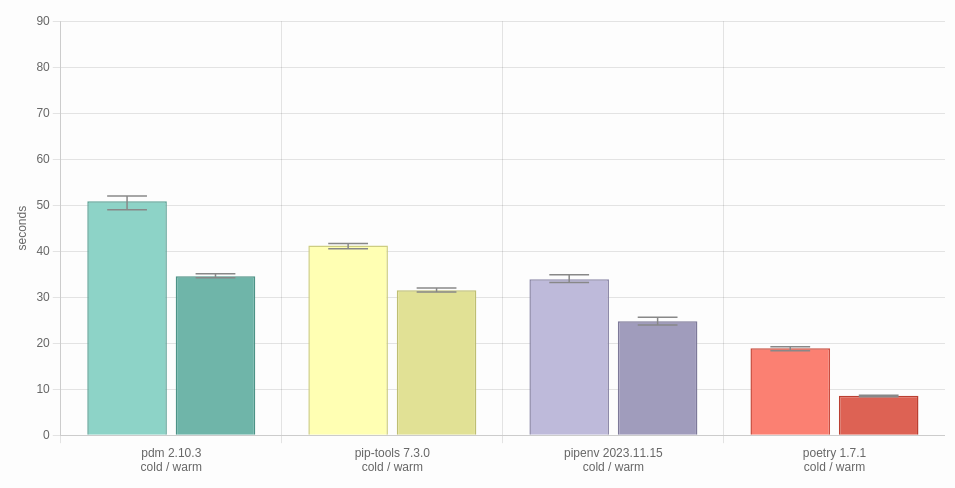 90
80
70
60
50
40
30
20
10
0
seconds
pdm 2.10.3
cold / warm
pip-tools 7.3.0
cold / warm
pipenv 2023.11.15
cold / warm
poetry 1.7.1
cold / warm